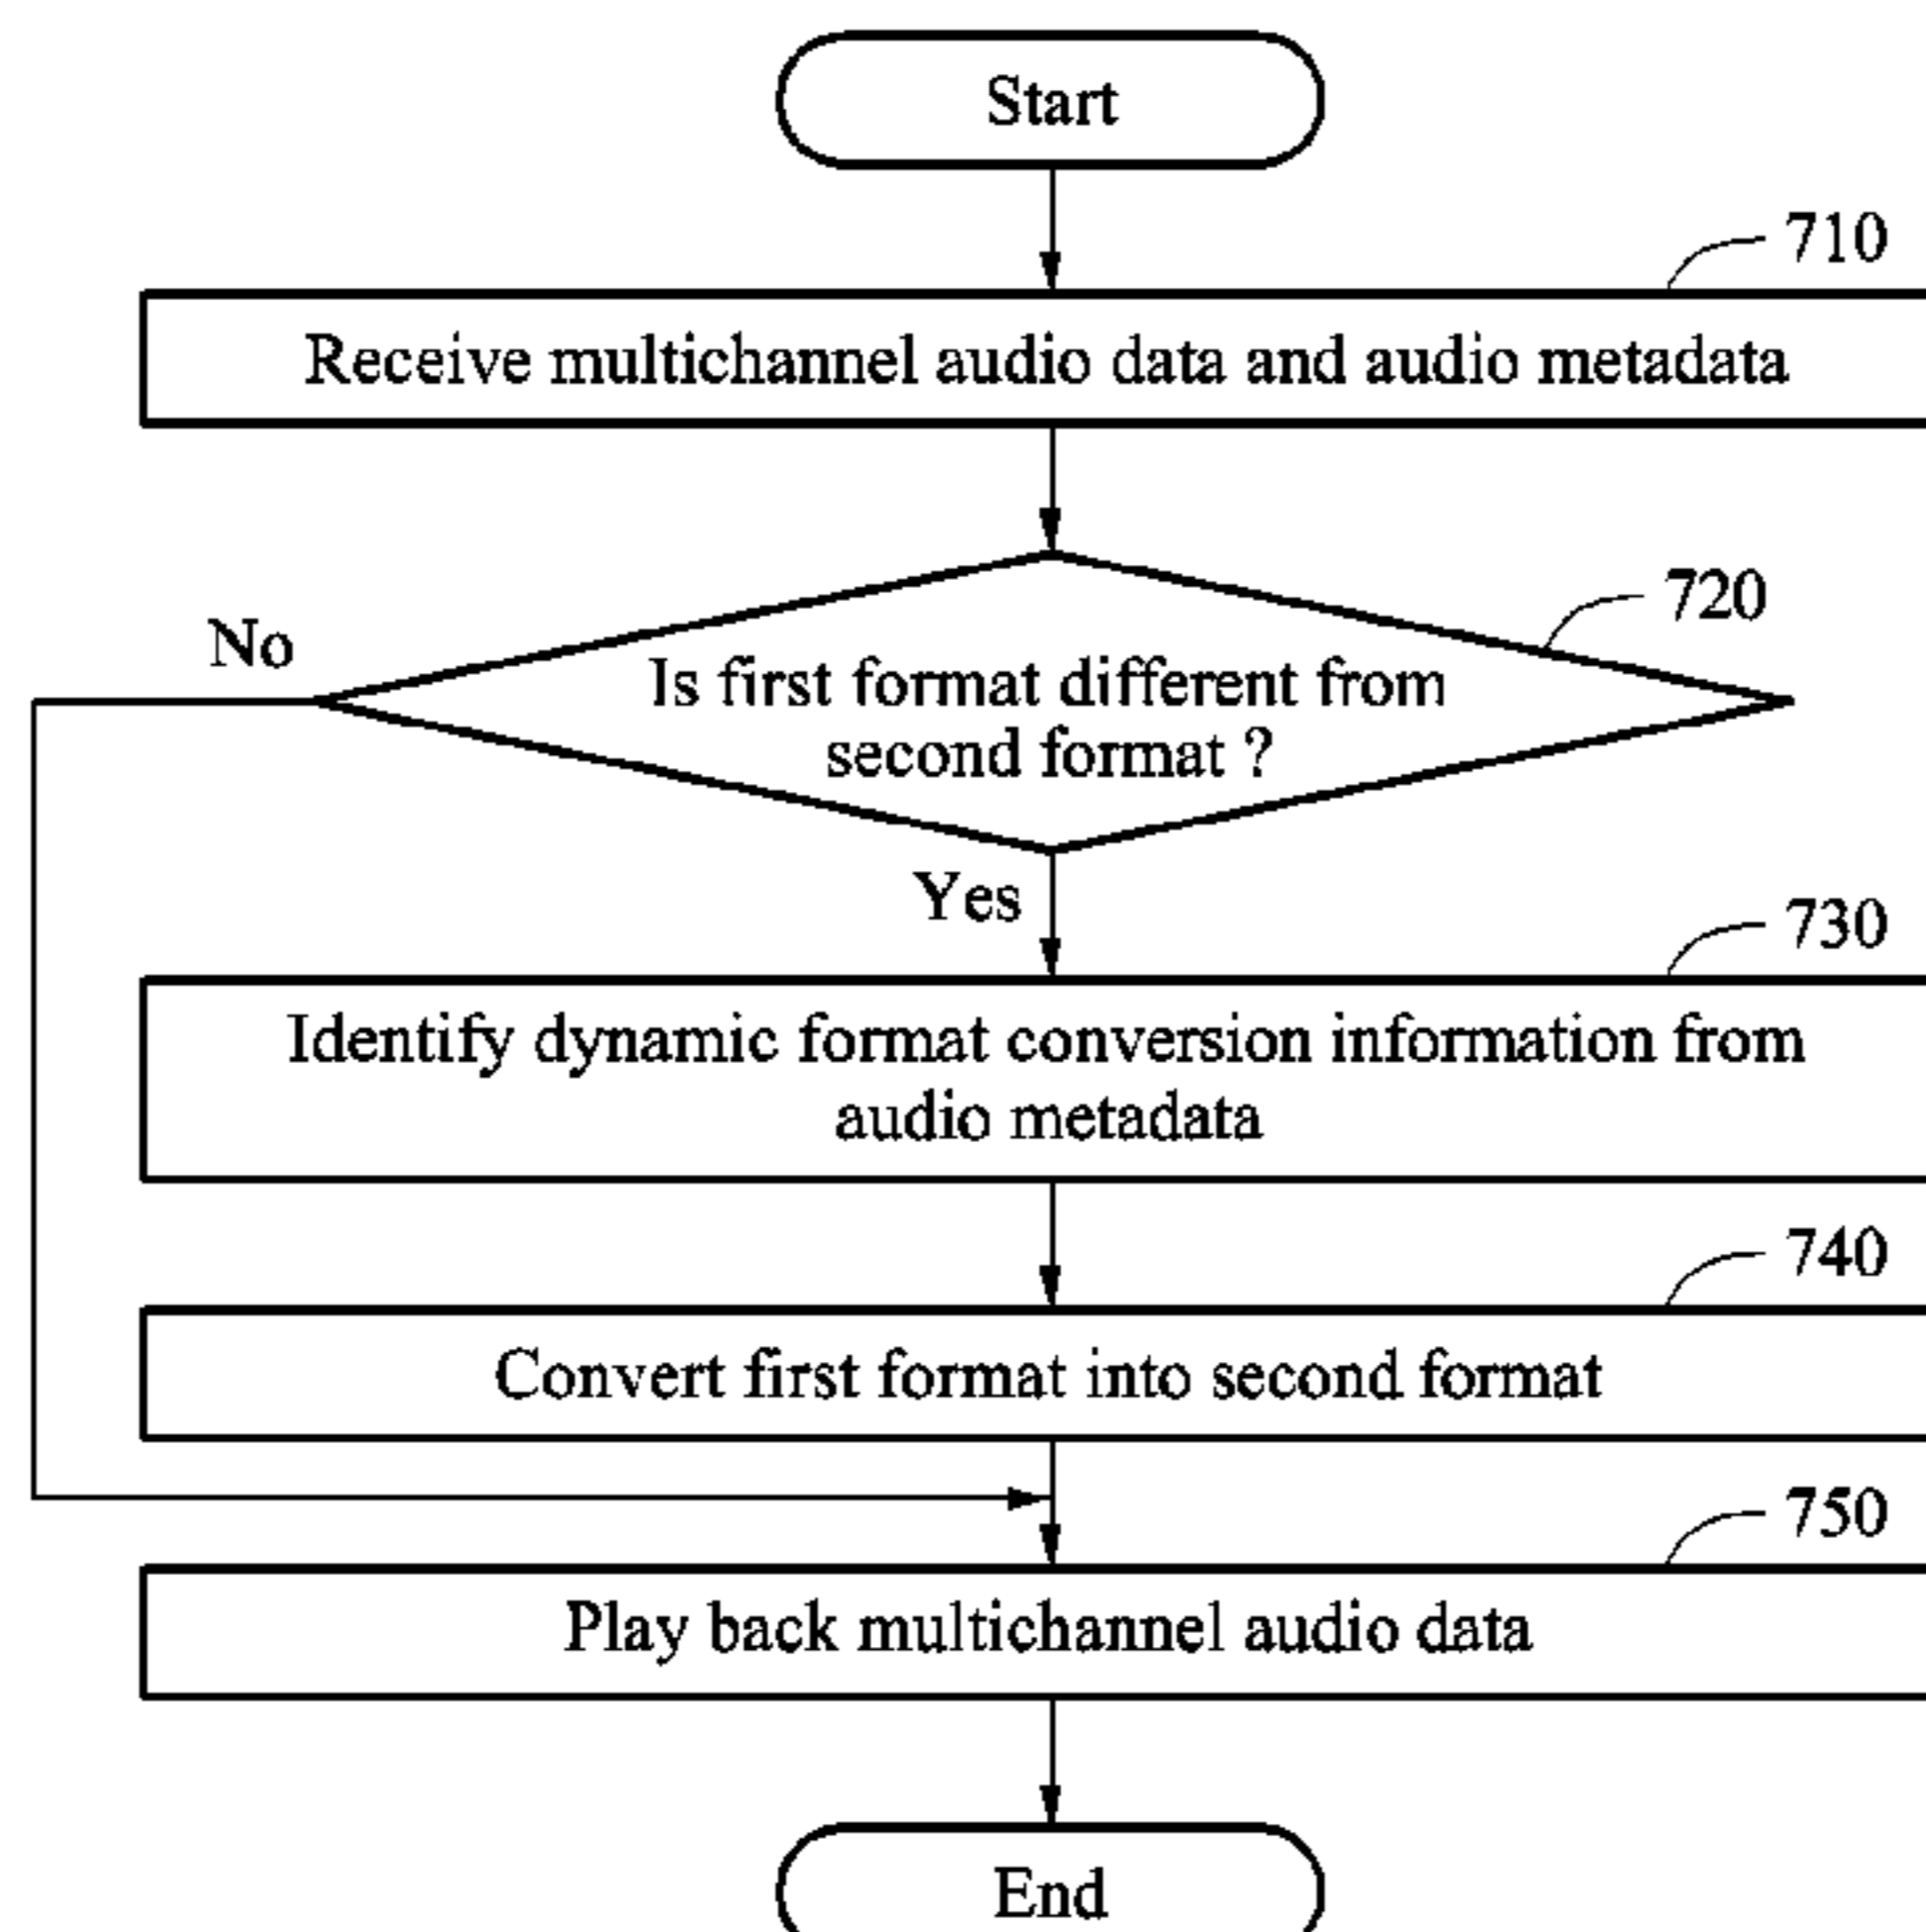 Start
710
Receive multichannel audio data and audio metadata
720
No
Is first format different from
second format ?
Yes
730
Identify dynamic format conversion information from
audio metadata
740
Convert first format into second format
750
Play back multichannel audio data
End